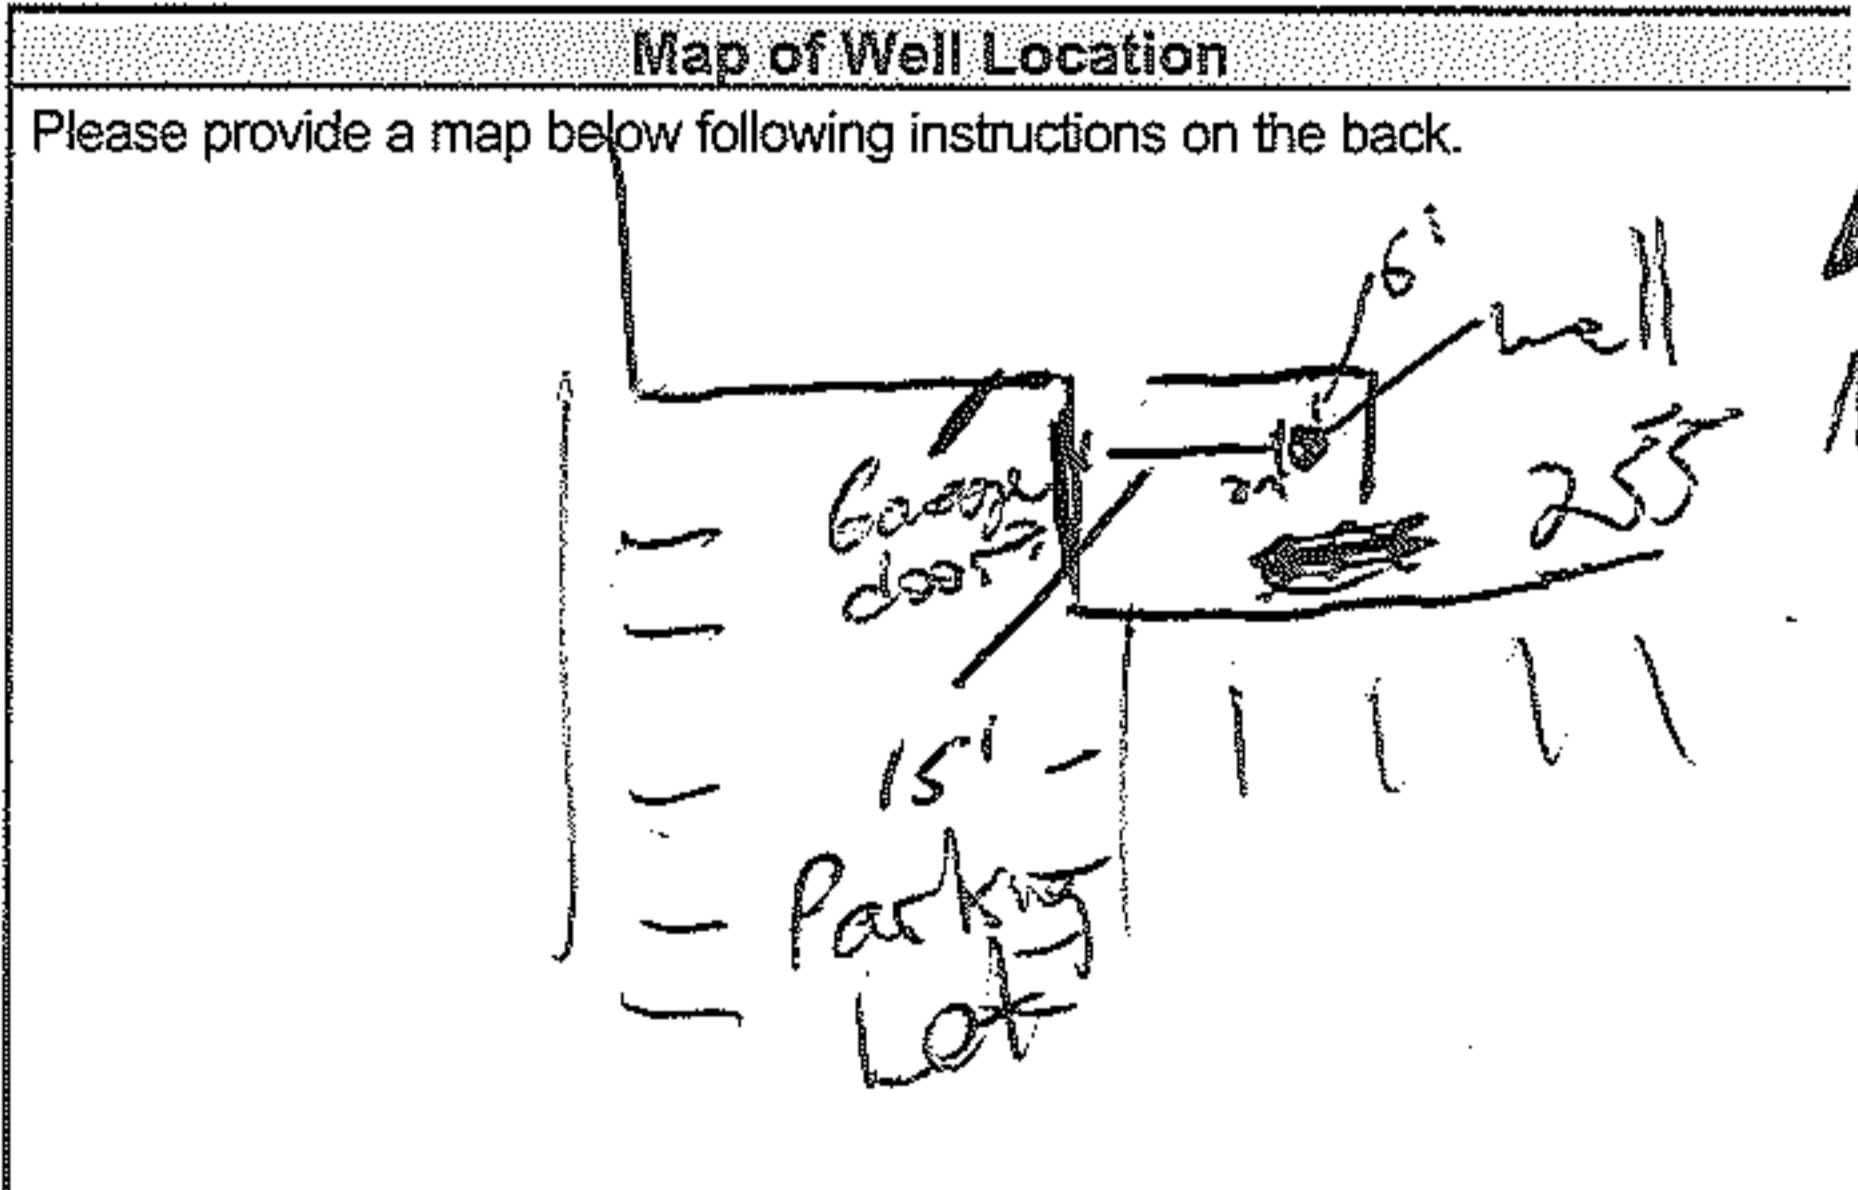 Map of Well Location
Please provide a map below following instructions on the back.
6'
well
Garage
door
255
15'
Parking
Lot